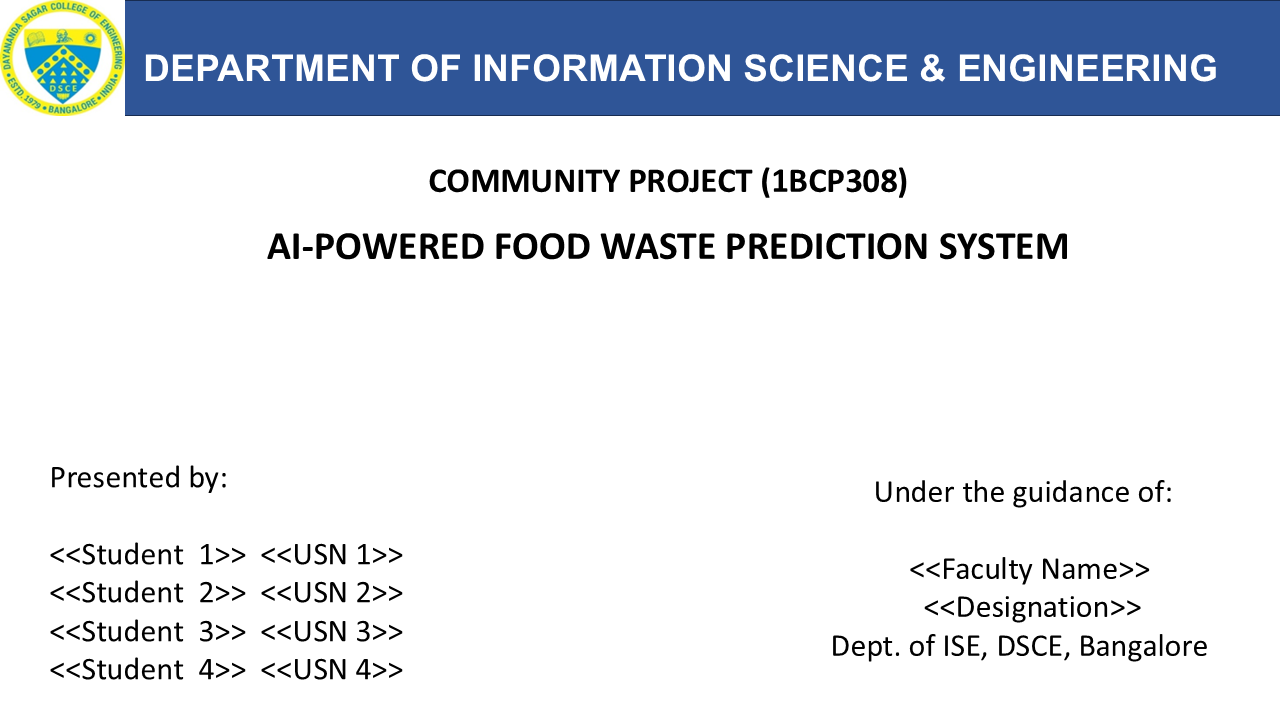 DAYANANDA SAGAR COLLEGE OF ENGINEERING
DSCE
ESTD. 1979 • BANGALORE • INDIA
DEPARTMENT OF INFORMATION SCIENCE & ENGINEERING
COMMUNITY PROJECT (1BCP308)
AI-POWERED FOOD WASTE PREDICTION SYSTEM
Presented by:
<<Student  1>>  <<USN 1>>
<<Student  2>>  <<USN 2>>
<<Student  3>>  <<USN 3>>
<<Student  4>>  <<USN 4>>
Under the guidance of:
<<Faculty Name>>
<<Designation>>
Dept. of ISE, DSCE, Bangalore